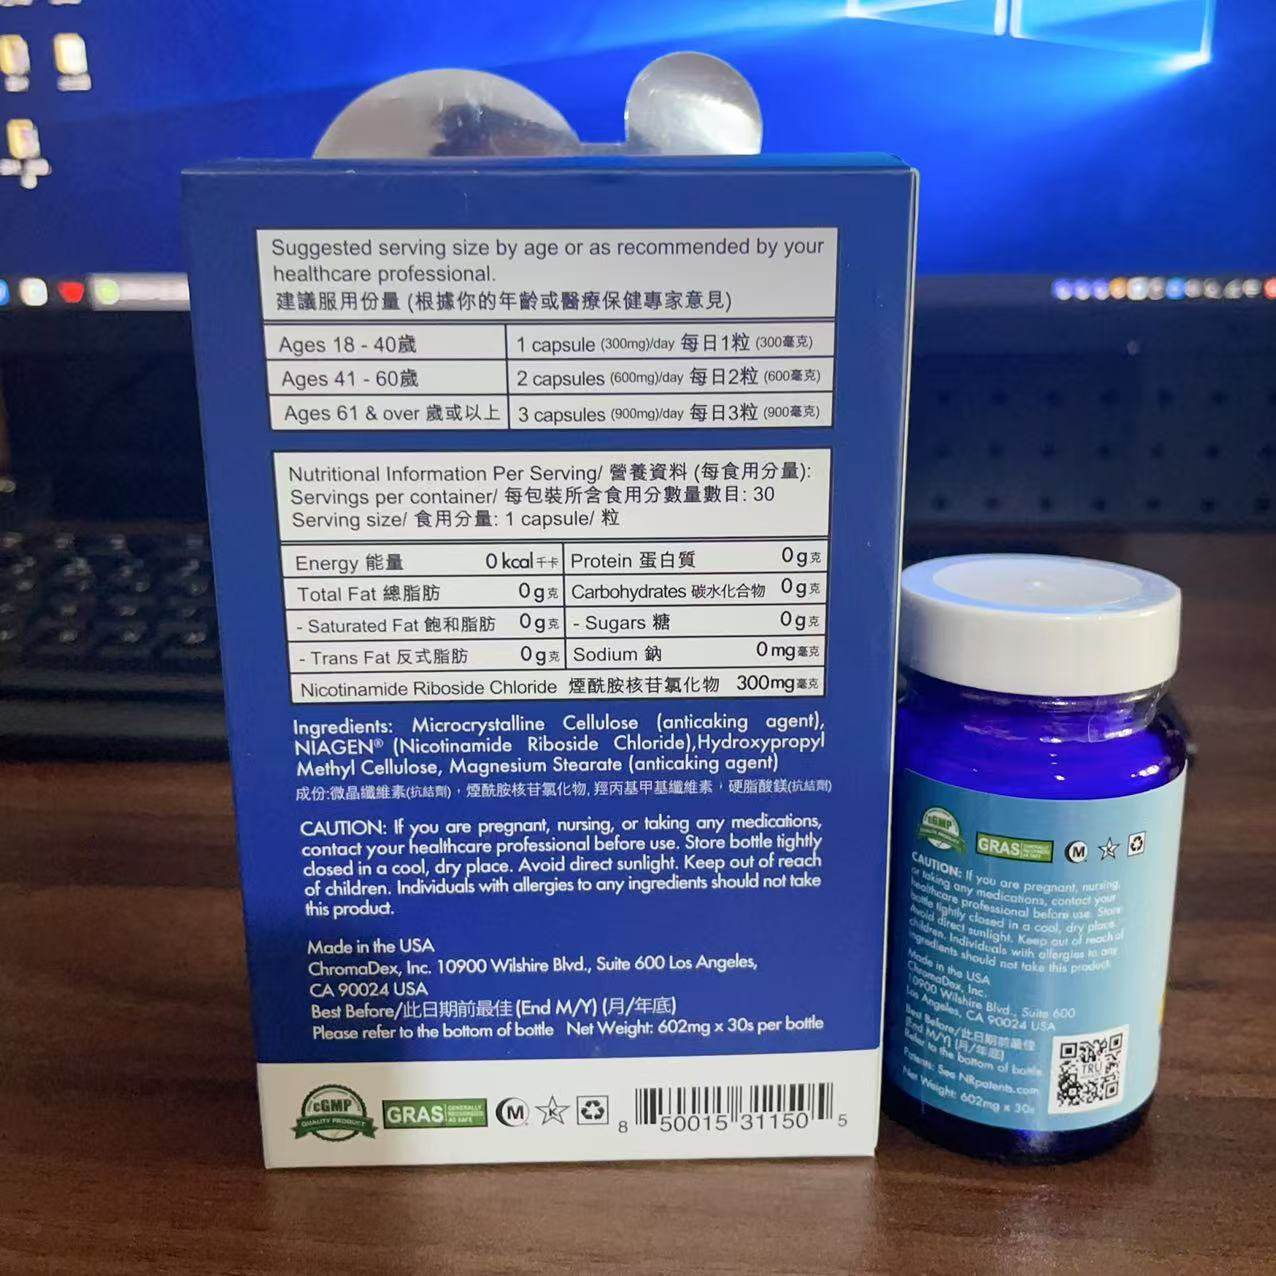 Suggested serving size by age or as recommended by your
healthcare professional.
建議服用份量 (根據你的年齡或醫療保健專家意見)
Ages 18 - 40歲 1 capsule (300mg)/day 每日1粒 (300毫克)
Ages 41 - 60歲 2 capsules (600mg)/day 每日2粒 (600毫克)
Ages 61 & over 歲或以上 3 capsules (900mg)/day 每日3粒 (900毫克)
Nutritional Information Per Serving/ 營養資料 (每食用分量):
Servings per container/ 每包裝所含食用分數量數目: 30
Serving size/ 食用分量: 1 capsule/ 粒
Energy 能量 0 kcal 千卡 Protein 蛋白質 0 g 克
Total Fat 總脂肪 0 g 克 Carbohydrates 碳水化合物 0 g 克
- Saturated Fat 飽和脂肪 0 g 克 - Sugars 糖 0 g 克
- Trans Fat 反式脂肪 0 g 克 Sodium 鈉 0 mg 毫克
Nicotinamide Riboside Chloride 煙酰胺核苷氯化物 300mg 毫克
Ingredients: Microcrystalline Cellulose (anticaking agent),
NIAGEN® (Nicotinamide Riboside Chloride),Hydroxypropyl
Methyl Cellulose, Magnesium Stearate (anticaking agent)
成份:微晶纖維素(抗結劑)，煙酰胺核苷氯化物, 羥丙基甲基纖維素，硬脂酸鎂(抗結劑)
CAUTION: If you are pregnant, nursing, or taking any medications,
contact your healthcare professional before use. Store bottle tightly
closed in a cool, dry place. Avoid direct sunlight. Keep out of reach
of children. Individuals with allergies to any ingredients should not take
this product.
Made in the USA
ChromaDex, Inc. 10900 Wilshire Blvd., Suite 600 Los Angeles,
CA 90024 USA
Best Before/此日期前最佳 (End M/Y) (月/年底)
Please refer to the bottom of bottle Net Weight: 602mg x 30s per bottle
cGMP
QUALITY PRODUCT
GRAS GENERALLY
RECOGNIZED
AS SAFE
M
K
8 50015 31150 5
cGMP
QUALITY PRODUCT
GRAS GENERALLY
RECOGNIZED
AS SAFE
M
K
CAUTION: If you are pregnant, nursing,
or taking any medications, contact your
healthcare professional before use. Store
bottle tightly closed in a cool, dry place.
Avoid direct sunlight. Keep out of reach of
children. Individuals with allergies to any
ingredients should not take this product.
Made in the USA
ChromaDex, Inc.
10900 Wilshire Blvd., Suite 600
Los Angeles, CA 90024 USA
Best Before/此日期前最佳
End M/Y) (月/年底)
Refer to the bottom of bottle
Patents: See NRpatents.com
Net Weight: 602mg x 30s
TRU